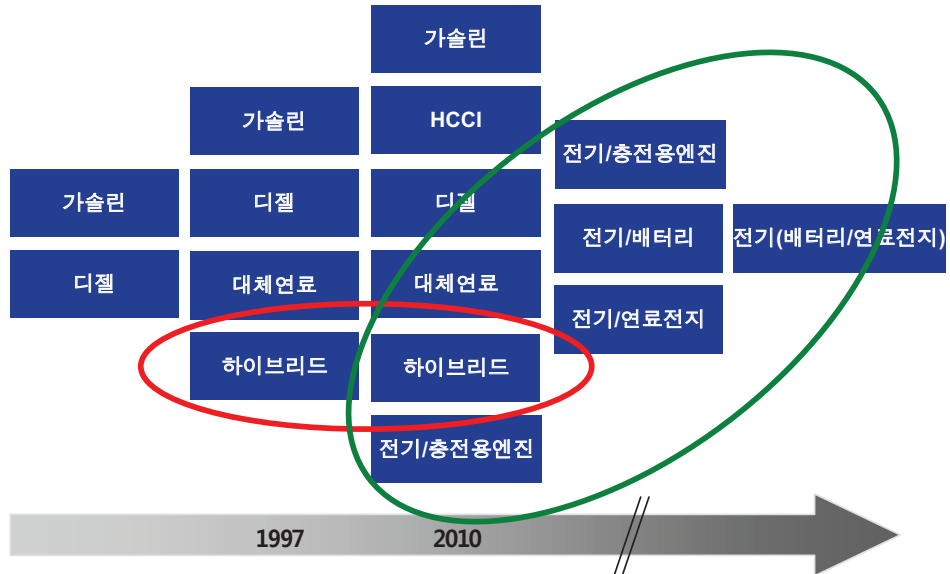 가솔린
디젤
가솔린
디젤
대체연료
하이브리드
가솔린
HCCI
디젤
대체연료
하이브리드
전기/충전용엔진
전기/충전용엔진
전기/배터리
전기/연료전지
전기(배터리/연료전지)
1997
2010